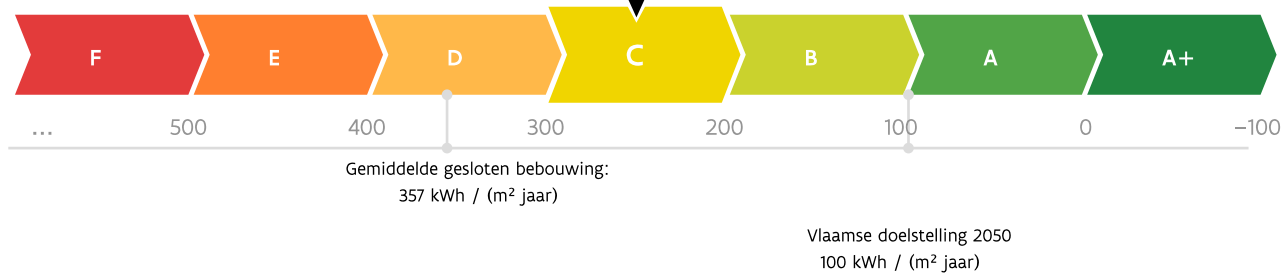 F E D C B A A+
... 500 400 300 200 100 0 −100
Gemiddelde gesloten bebouwing:
357 kWh / (m² jaar)
Vlaamse doelstelling 2050
100 kWh / (m² jaar)